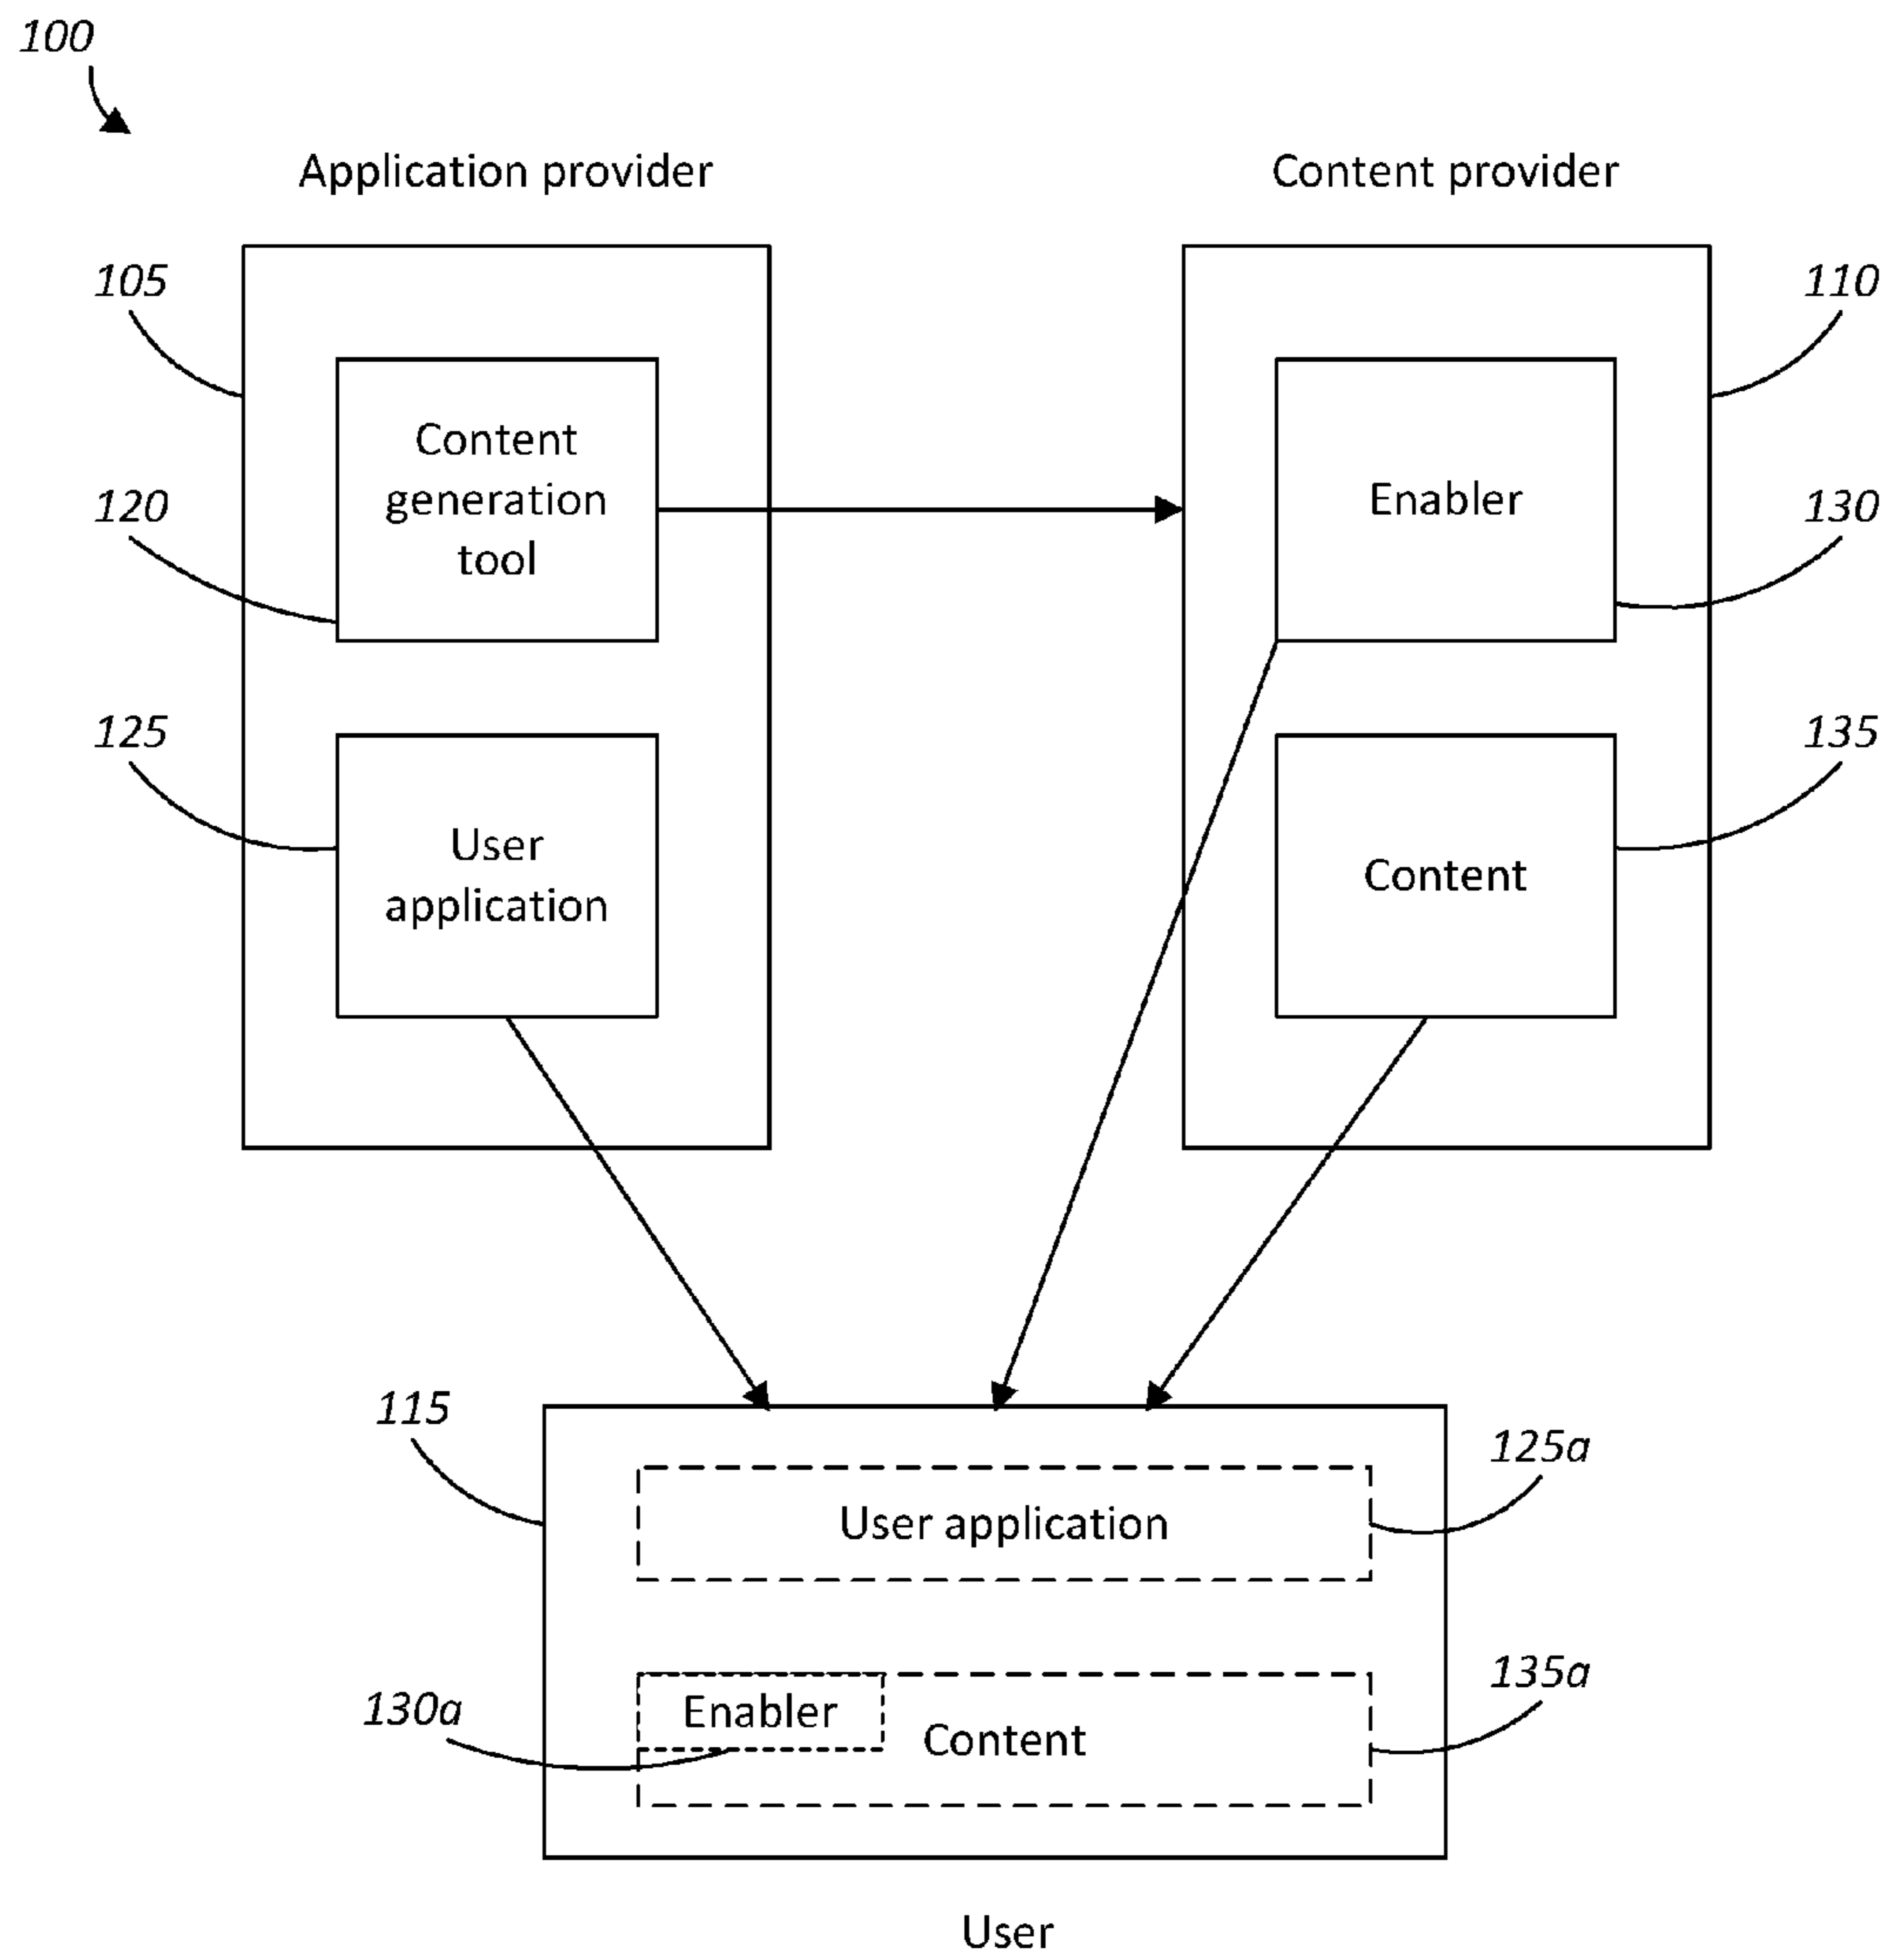 100
Application provider
Content provider
105
110
Content
generation
tool
Enabler
120
130
125
135
User
application
Content
115
125a
User application
135a
130a
Enabler
Content
User